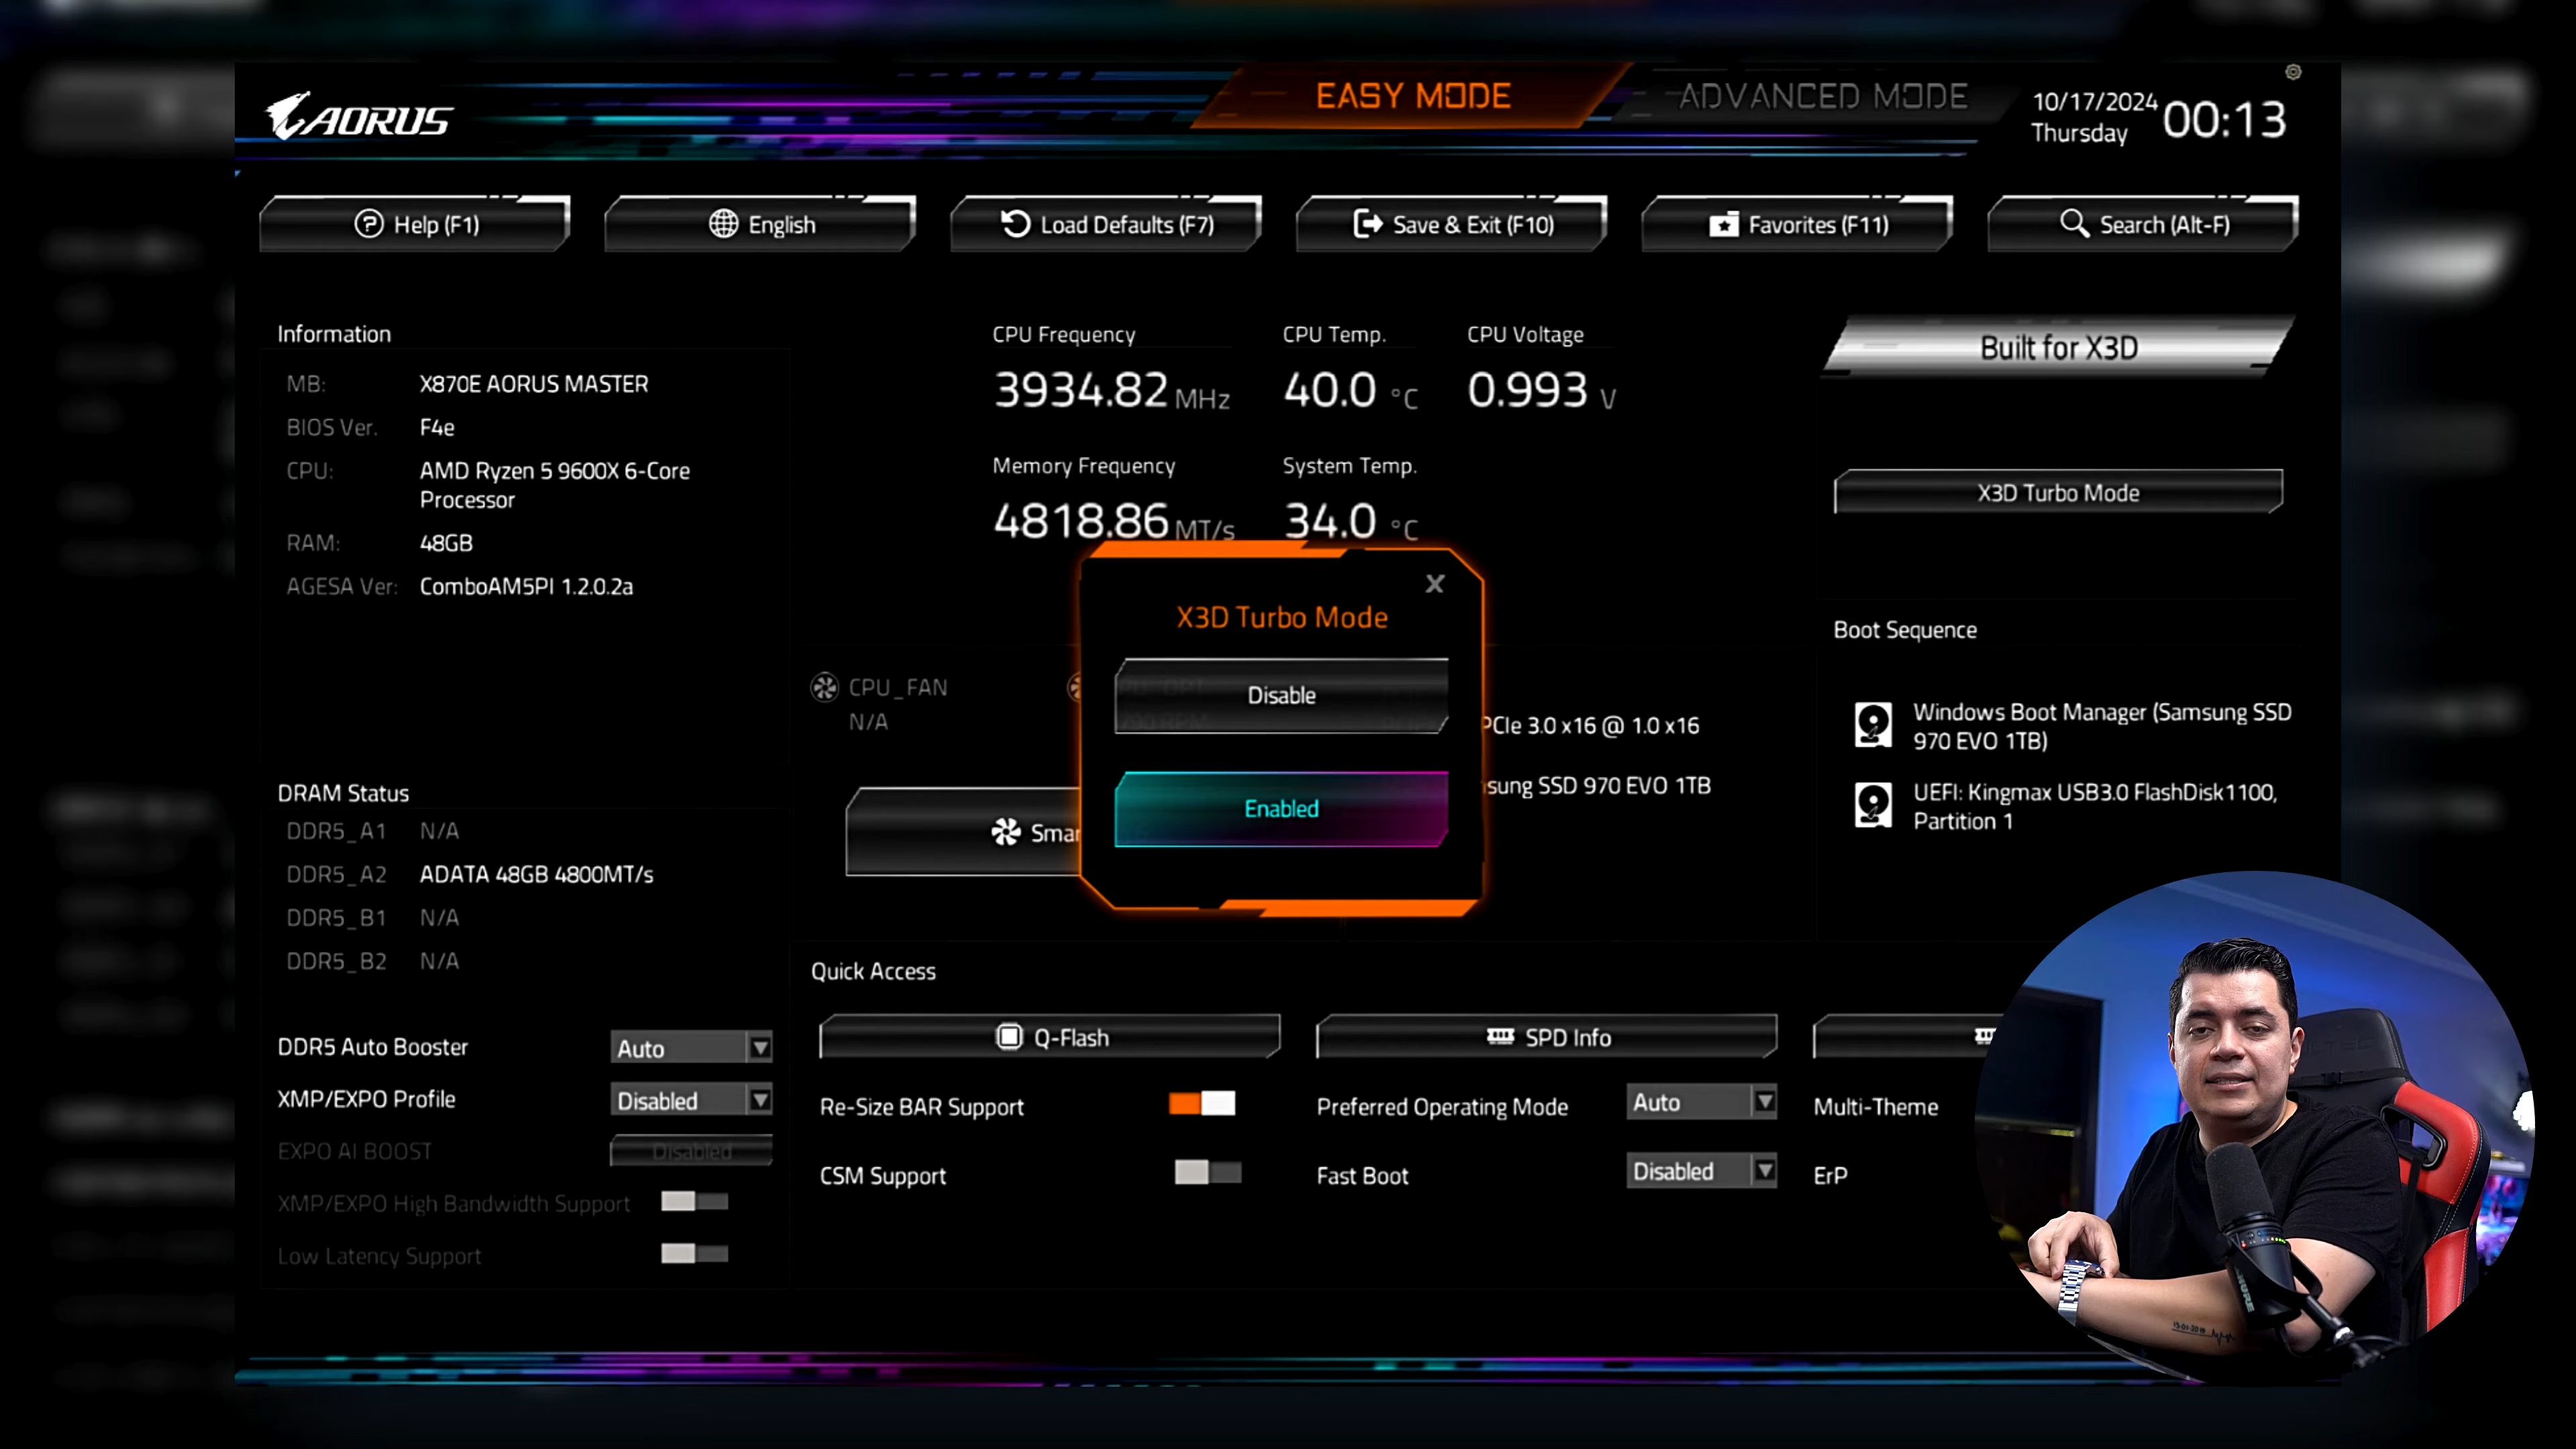 AORUS
EASY MODE
ADVANCED MODE
10/17/2024
Thursday
00:13
Help (F1)
English
Load Defaults (F7)
Save & Exit (F10)
Favorites (F11)
Search (Alt-F)
Information
MB: X870E AORUS MASTER
BIOS Ver. F4e
CPU: AMD Ryzen 5 9600X 6-Core
Processor
RAM: 48GB
AGESA Ver: ComboAM5PI 1.2.0.2a
CPU Frequency
3934.82 MHz
CPU Temp.
40.0 °C
CPU Voltage
0.993 V
Memory Frequency
4818.86 MT/s
System Temp.
34.0 °C
Built for X3D
X3D Turbo Mode
X3D Turbo Mode
X
Disable
Enabled
CPU_FAN
N/A
PCIe 3.0 x16 @ 1.0 x16
SSD 970 EVO 1TB
Boot Sequence
Windows Boot Manager (Samsung SSD
970 EVO 1TB)
UEFI: Kingmax USB3.0 FlashDisk1100,
Partition 1
DRAM Status
DDR5_A1 N/A
DDR5_A2 ADATA 48GB 4800MT/s
DDR5_B1 N/A
DDR5_B2 N/A
DDR5 Auto Booster Auto
XMP/EXPO Profile Disabled
EXPO AI BOOST Disabled
XMP/EXPO High Bandwidth Support
Low Latency Support
Quick Access
Q-Flash
SPD Info
Re-Size BAR Support
Preferred Operating Mode Auto
Multi-Theme
CSM Support
Fast Boot Disabled
ErP
SHURE